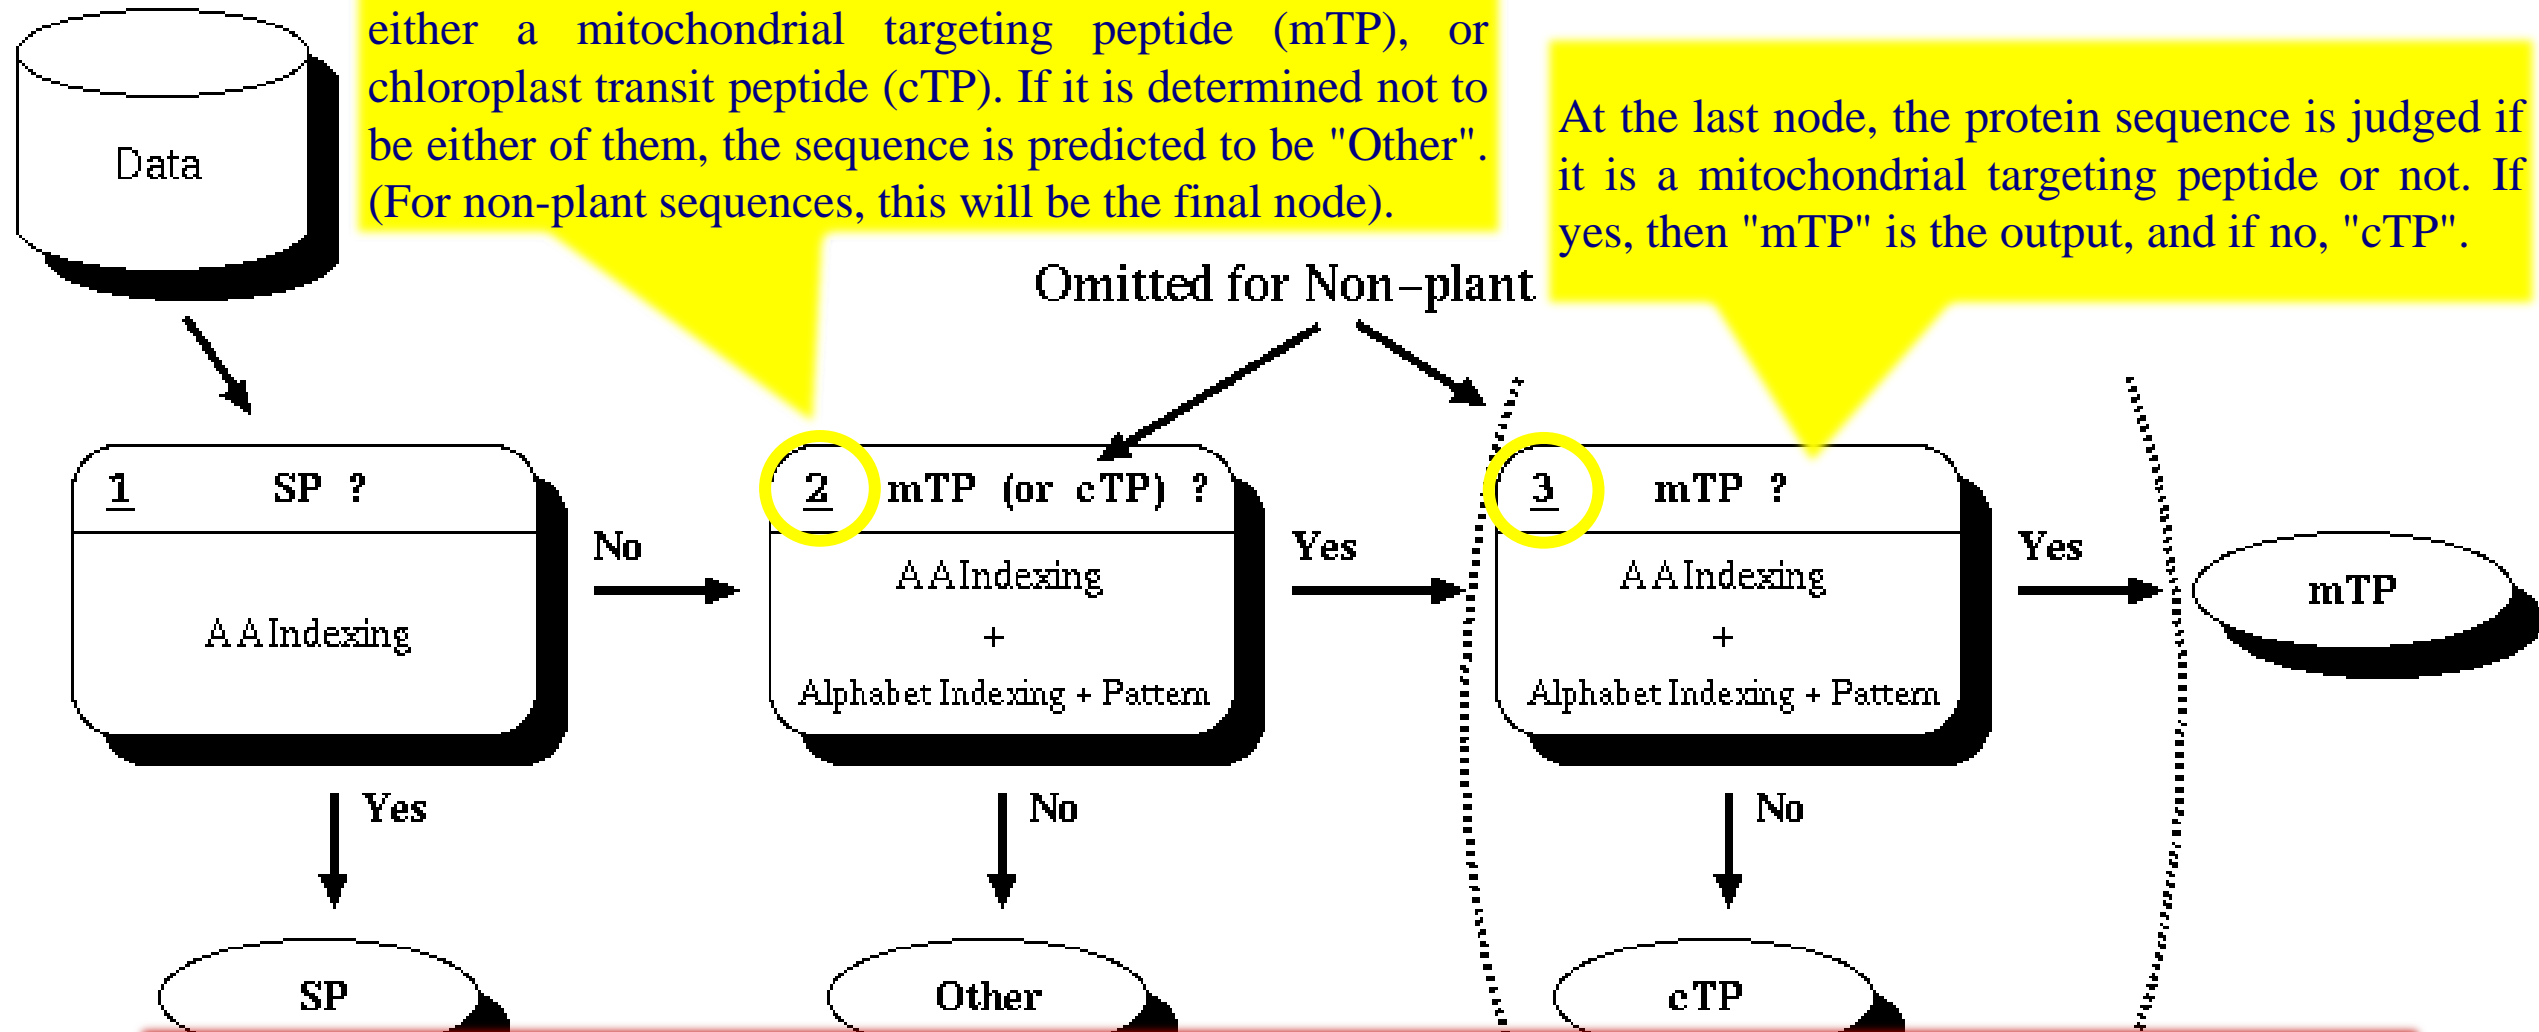 either a mitochondrial targeting peptide (mTP), or
chloroplast transit peptide (cTP). If it is determined not to
be either of them, the sequence is predicted to be "Other".
(For non-plant sequences, this will be the final node).
At the last node, the protein sequence is judged if
it is a mitochondrial targeting peptide or not. If
yes, then "mTP" is the output, and if no, "cTP".
Data
Omitted for Non-plant
1 SP ?
AAIndexing
No
2 mTP (or cTP) ?
AAIndexing
+
Alphabet Indexing + Pattern
Yes
3 mTP ?
AAIndexing
+
Alphabet Indexing + Pattern
Yes
mTP
Yes
No
No
SP
Other
cTP